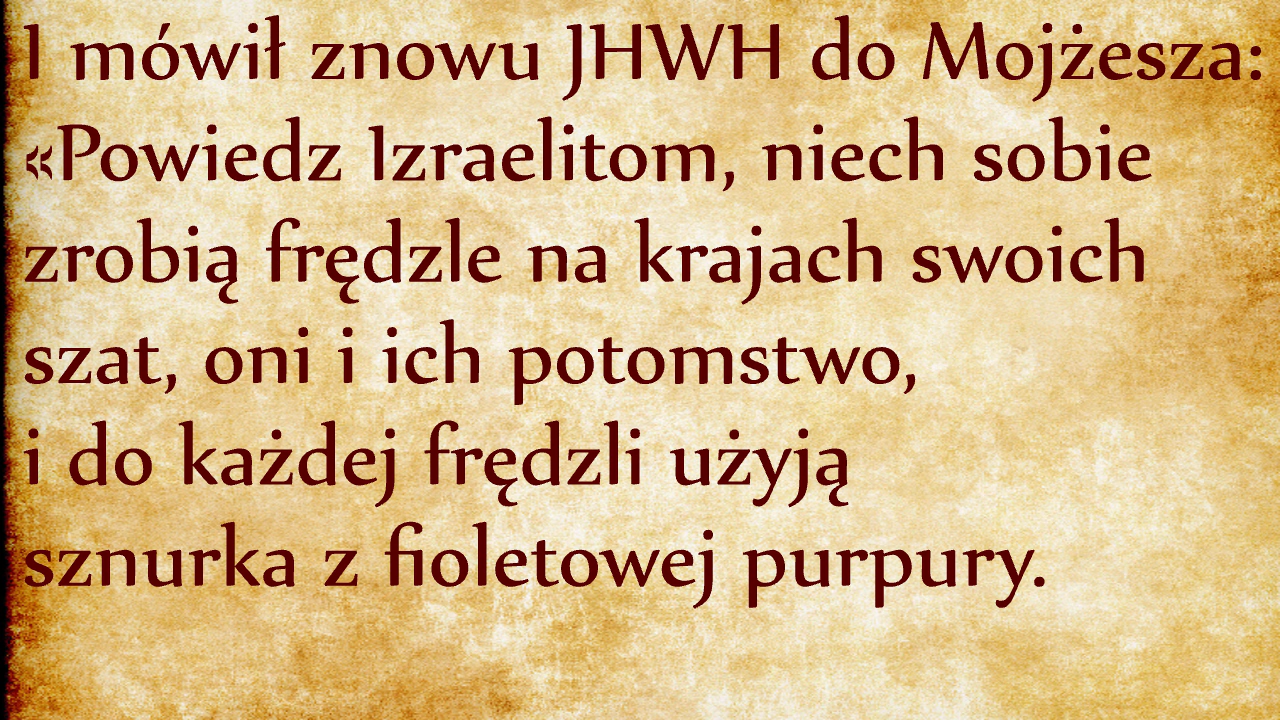 I mówił znowu JHWH do Mojżesza:
«Powiedz Izraelitom, niech sobie
zrobią frędzle na krajach swoich
szat, oni i ich potomstwo,
i do każdej frędzli użyją
sznurka z fioletowej purpury.